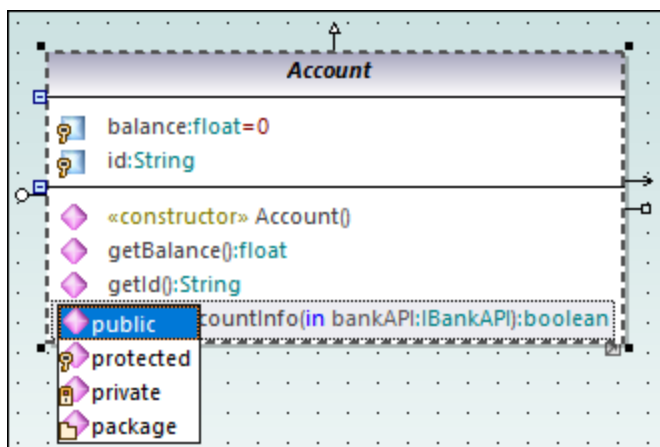 Account
balance:float=0
id:String
«constructor» Account()
getBalance():float
getId():String
countInfo(in bankAPI:IBankAPI):boolean
public
protected
private
package